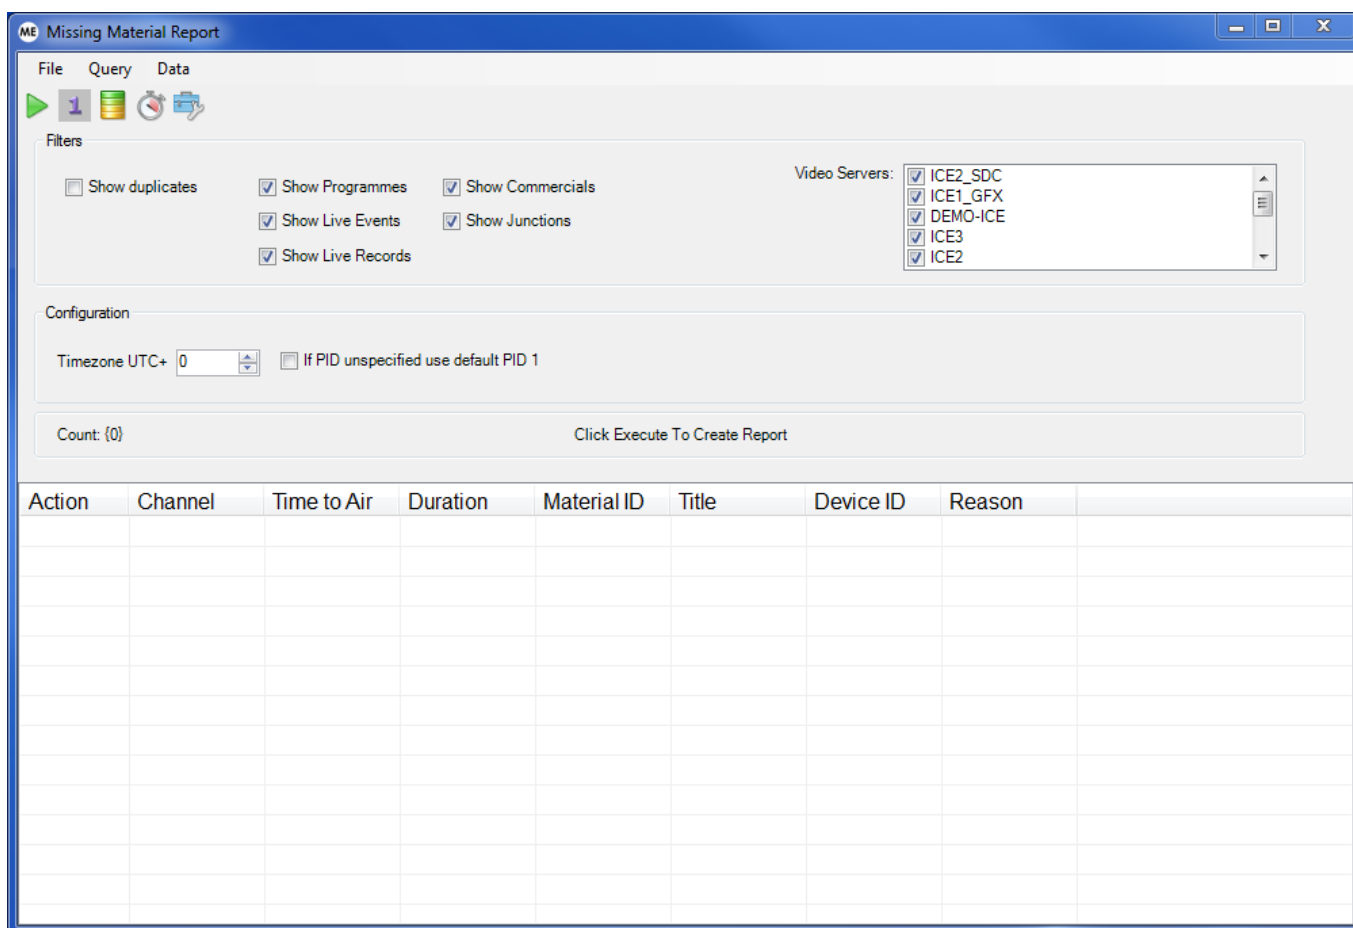 ME Missing Material Report
File Query Data
1
Filters
Show duplicates Show Programmes Show Commercials Video Servers: ICE2_SDC
ICE1_GFX
Show Live Events Show Junctions DEMO-ICE
ICE3
Show Live Records ICE2
Configuration
Timezone UTC+ 0 If PID unspecified use default PID 1
Count: {0} Click Execute To Create Report
Action Channel Time to Air Duration Material ID Title Device ID Reason